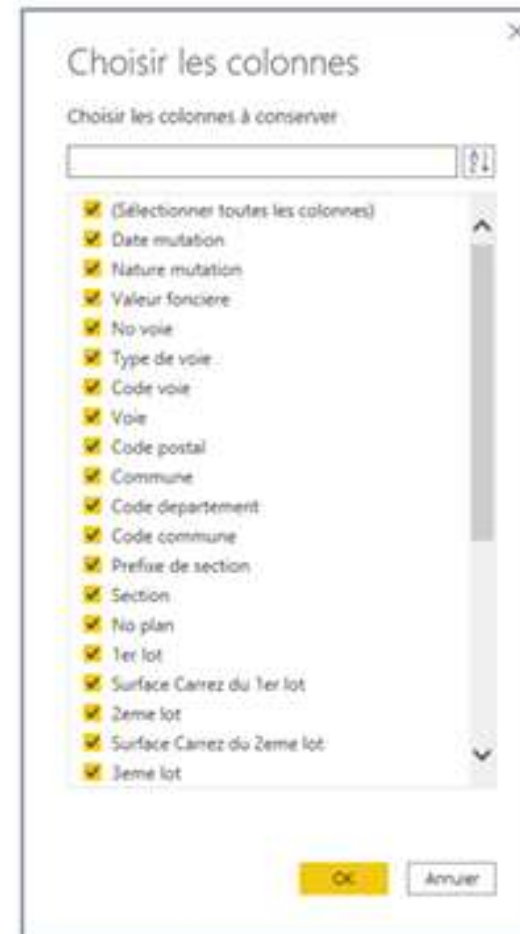 Choisir les colonnes
Choisir les colonnes à conserver
(Sélectionner toutes les colonnes)
Date mutation
Nature mutation
Valeur fonciere
No voie
Type de voie
Code voie
Voie
Code postal
Commune
Code departement
Code commune
Prefixe de section
Section
No plan
1er lot
Surface Carrez du 1er lot
2eme lot
Surface Carrez du 2eme lot
3eme lot
OK
Annuler